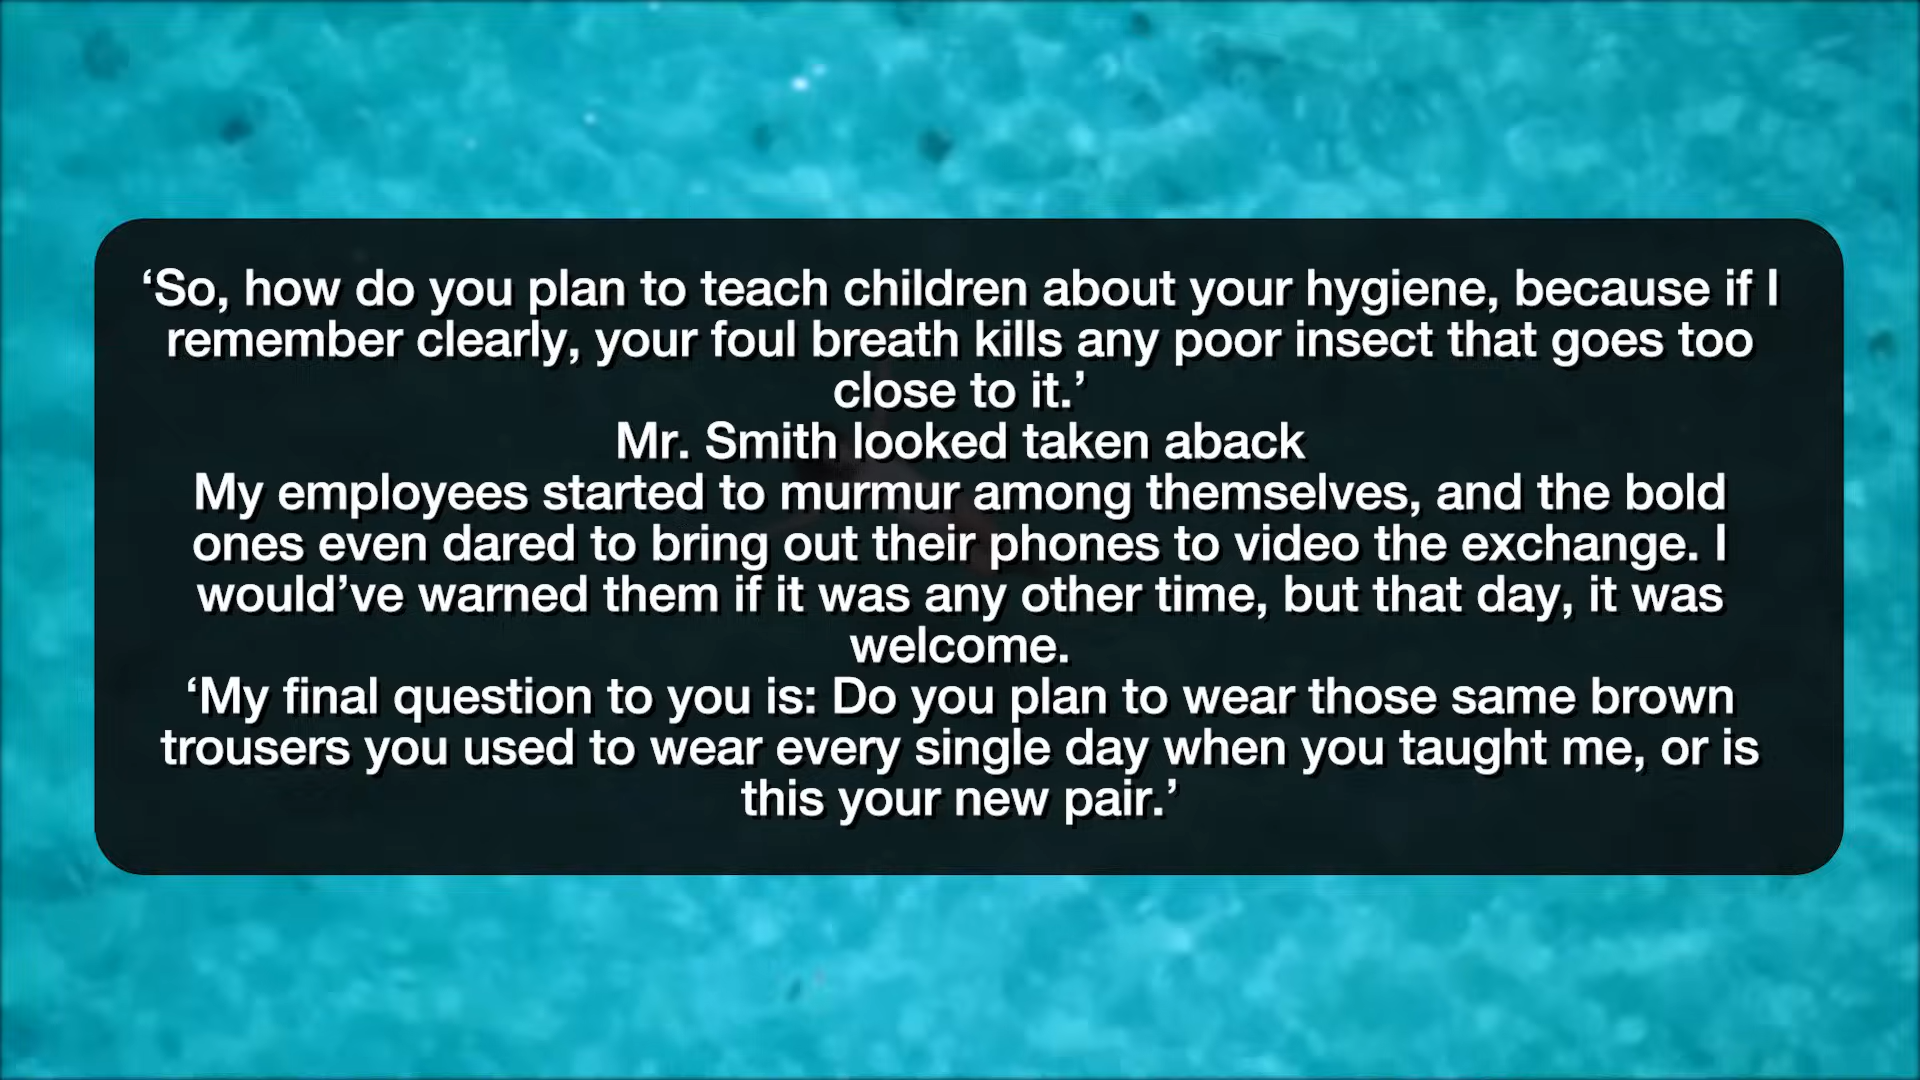 ‘So, how do you plan to teach children about your hygiene, because if I
remember clearly, your foul breath kills any poor insect that goes too
close to it.’
Mr. Smith looked taken aback
My employees started to murmur among themselves, and the bold
ones even dared to bring out their phones to video the exchange. I
would’ve warned them if it was any other time, but that day, it was
welcome.
‘My final question to you is: Do you plan to wear those same brown
trousers you used to wear every single day when you taught me, or is
this your new pair.’